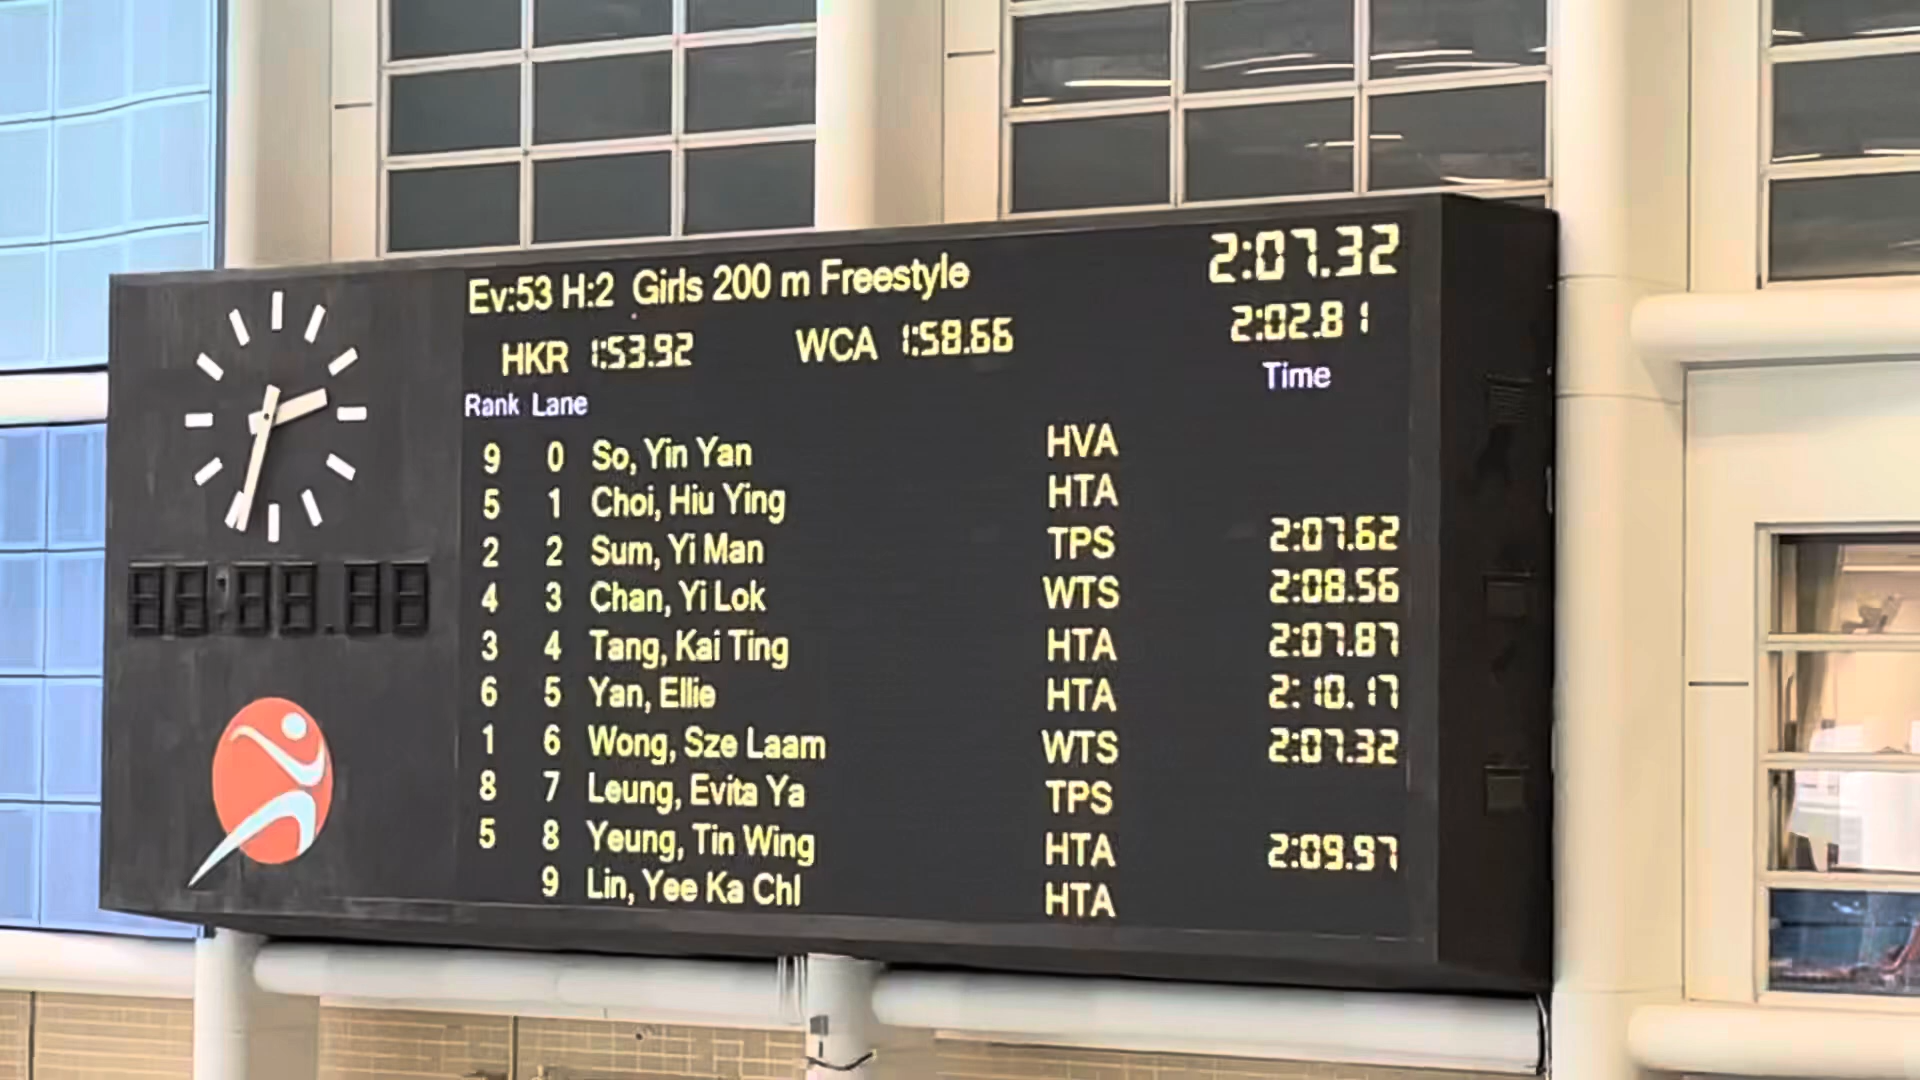 Ev:53 H:2 Girls 200 m Freestyle 2:07.32
HKR 1:53.92 WCA 1:58.66 2:02.81
Rank Lane Time
9 0 So, Yin Yan HVA
5 1 Choi, Hiu Ying HTA
2 2 Sum, Yi Man TPS 2:07.62
4 3 Chan, Yi Lok WTS 2:08.56
3 4 Tang, Kai Ting HTA 2:07.87
6 5 Yan, Ellie HTA 2:10.17
1 6 Wong, Sze Laam WTS 2:07.32
8 7 Leung, Evita Ya TPS
5 8 Yeung, Tin Wing HTA 2:09.97
9 Lin, Yee Ka ChI HTA